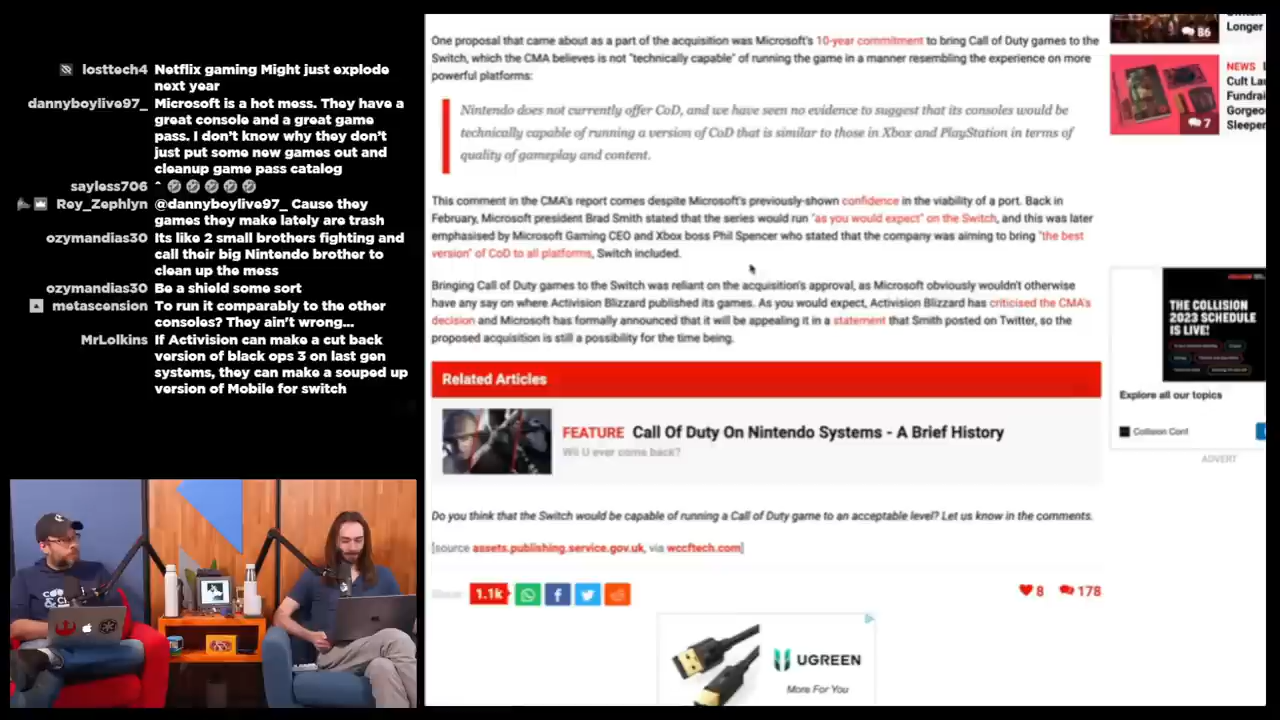 losttech4 Netflix gaming Might just explode
next year
dannyboylive97_ Microsoft is a hot mess. They have a
great console and a great game
pass. I don't know why they don't
just put some new games out and
cleanup game pass catalog
sayless706 ^
Rey_Zephlyn @dannyboylive97_ Cause they
games they make lately are trash
ozymandias30 Its like 2 small brothers fighting and
call their big Nintendo brother to
clean up the mess
ozymandias30 Be a shield some sort
metascension To run it comparably to the other
consoles? They ain't wrong...
MrLolkins If Activision can make a cut back
version of black ops 3 on last gen
systems, they can make a souped up
version of Mobile for switch
One proposal that came about as a part of the acquisition was Microsoft's 10-year commitment to bring Call of Duty games to the
Switch, which the CMA believes is not "technically capable" of running the game in a manner resembling the experience on more
powerful platforms:
Nintendo does not currently offer CoD, and we have seen no evidence to suggest that its consoles would be
technically capable of running a version of CoD that is similar to those in Xbox and PlayStation in terms of
quality of gameplay and content.
This comment in the CMA's report comes despite Microsoft's previously-shown confidence in the viability of a port. Back in
February, Microsoft president Brad Smith stated that the series would run "as you would expect" on the Switch, and this was later
emphasised by Microsoft Gaming CEO and Xbox boss Phil Spencer who stated that the company was aiming to bring "the best
version" of CoD to all platforms, Switch included.
Bringing Call of Duty games to the Switch was reliant on the acquisition's approval, as Microsoft obviously wouldn't otherwise
have any say on where Activision Blizzard published its games. As you would expect, Activision Blizzard has criticised the CMA's
decision and Microsoft has formally announced that it will be appealing it in a statement that Smith posted on Twitter, so the
proposed acquisition is still a possibility for the time being.
Related Articles
FEATURE Call Of Duty On Nintendo Systems - A Brief History
Wii U ever come back?
Do you think that the Switch would be capable of running a Call of Duty game to an acceptable level? Let us know in the comments.
[source assets.publishing.service.gov.uk, via wccftech.com]
Share: 1.1k
8 178
UGREEN
More For You
Longer
86
NEWS
Cult La
Fundrai
Gorgeo
Sleeper
7
THE COLLISION
2023 SCHEDULE
IS LIVE!
Explore all our topics
Collision Conf
ADVERT